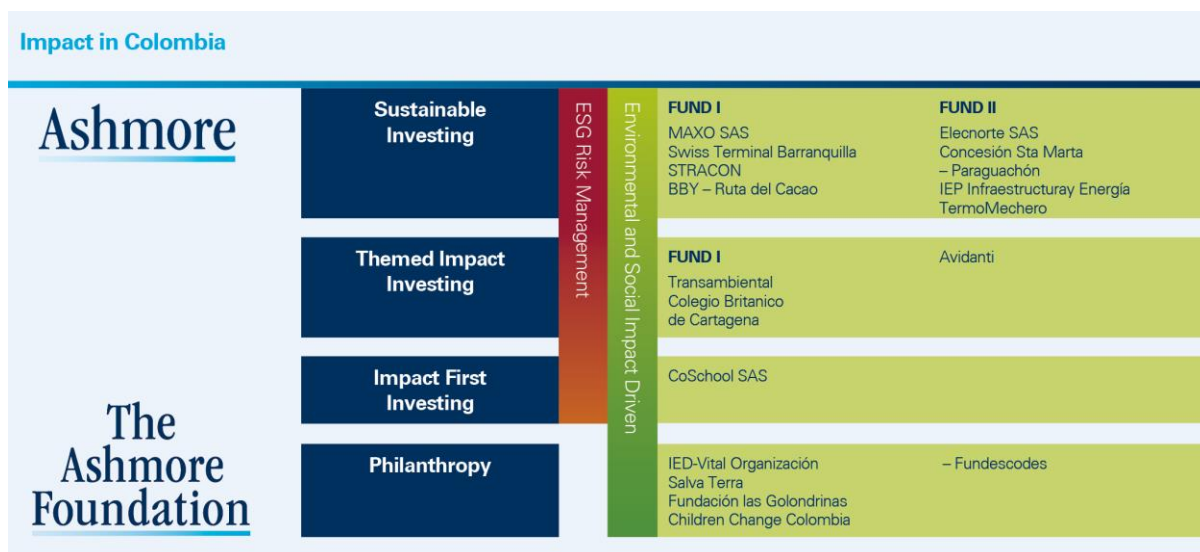 Impact in Colombia
Ashmore
Sustainable
Investing
ESG Risk Management
Environmental and Social Impact Driven
FUND I
MAXO SAS
Swiss Terminal Barranquilla
STRACON
BBY – Ruta del Cacao
FUND II
Elecnorte SAS
Concesión Sta Marta
– Paraguachón
IEP Infraestructuray Energía
TermoMechero
Themed Impact
Investing
FUND I
Transambiental
Colegio Britanico
de Cartagena
Avidanti
Impact First
Investing
CoSchool SAS
The
Ashmore
Foundation
Philanthropy
IED-Vital Organización
Salva Terra
Fundación las Golondrinas
Children Change Colombia
– Fundescodes